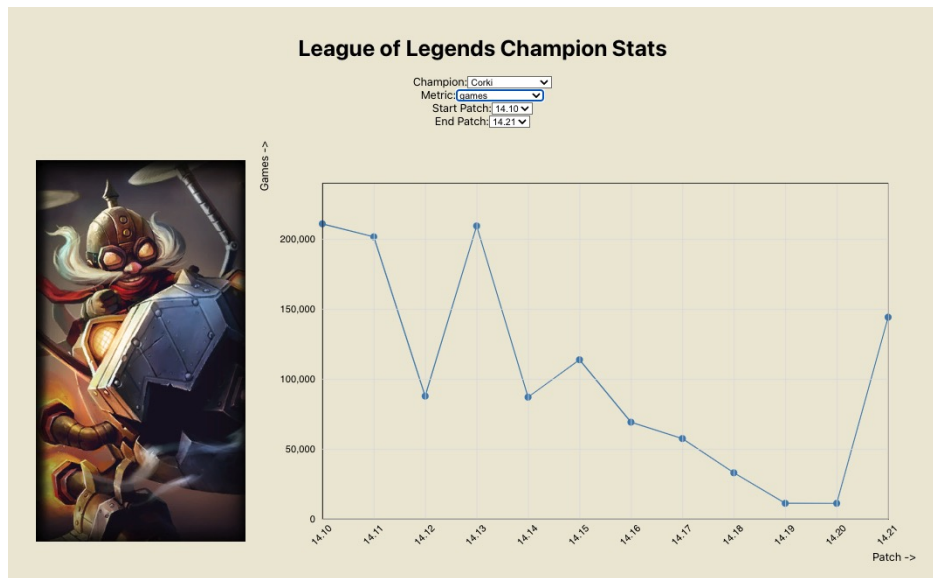 League of Legends Champion Stats
Champion: Corki
Metric: games
Start Patch: 14.10
End Patch: 14.21
Games ->
200,000
150,000
100,000
50,000
0
14.10 14.11 14.12 14.13 14.14 14.15 14.16 14.17 14.18 14.19 14.20 14.21
Patch ->